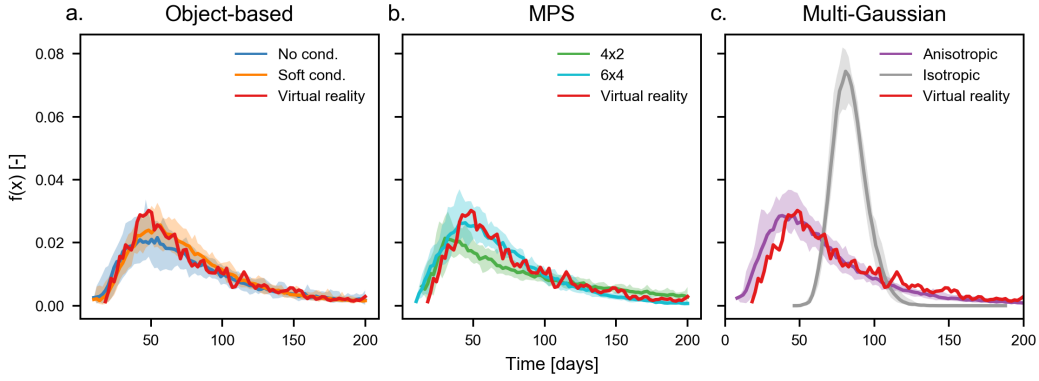 a. Object-based
b. MPS
c. Multi-Gaussian
f(x) [-]
0.08
0.06
0.04
0.02
0.00
No cond.
Soft cond.
Virtual reality
4x2
6x4
Virtual reality
Anisotropic
Isotropic
Virtual reality
50 100 150 200
50 100 150 200
0 50 100 150 200
Time [days]